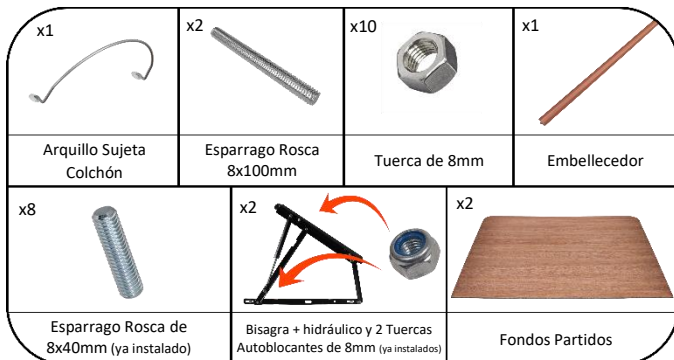 x1
x2
x10
x1
Arquillo Sujeta
Colchón
Esparrago Rosca
8x100mm
Tuerca de 8mm
Embellecedor
x8
x2
x2
Esparrago Rosca de
8x40mm (ya instalado)
Bisagra + hidráulico y 2 Tuercas
Autoblocantes de 8mm (ya instalados)
Fondos Partidos